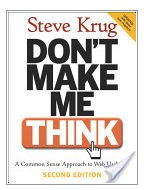 Steve Krug
DON'T
MAKE
ME
THINK
A Common Sense Approach to Web
SECOND EDITION